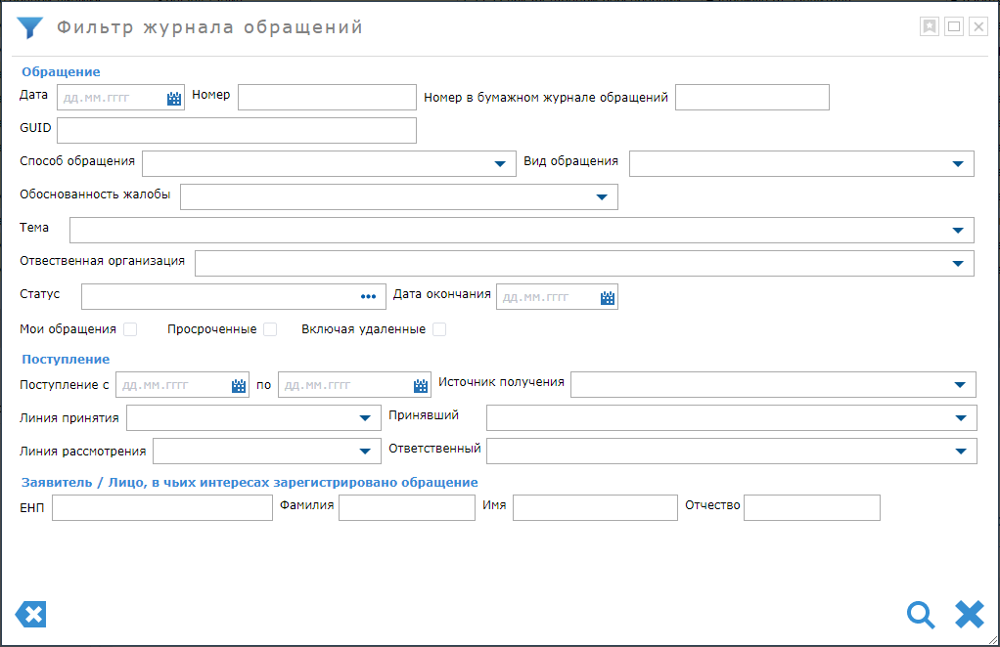 Фильтр журнала обращений
Обращение
Дата дд.мм.гггг Номер Номер в бумажном журнале обращений
GUID
Способ обращения Вид обращения
Обоснованность жалобы
Тема
Отвественная организация
Статус Дата окончания дд.мм.гггг
Мои обращения Просроченные Включая удаленные
Поступление
Поступление с дд.мм.гггг по дд.мм.гггг Источник получения
Линия принятия Принявший
Линия рассмотрения Ответственный
Заявитель / Лицо, в чьих интересах зарегистрировано обращение
ЕНП Фамилия Имя Отчество